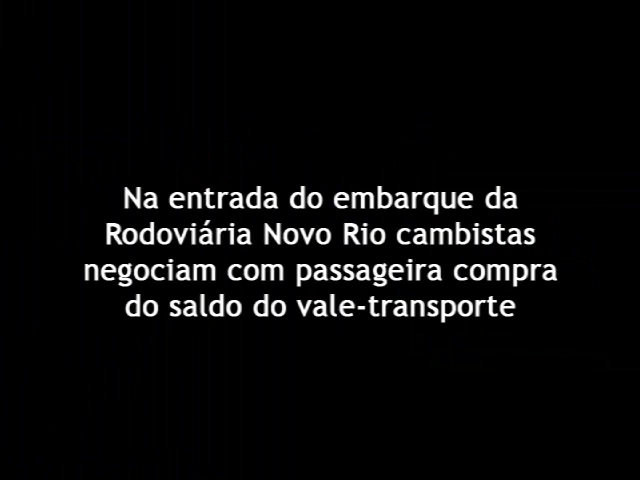 Na entrada do embarque da
Rodoviária Novo Rio cambistas
negociam com passageira compra
do saldo do vale-transporte